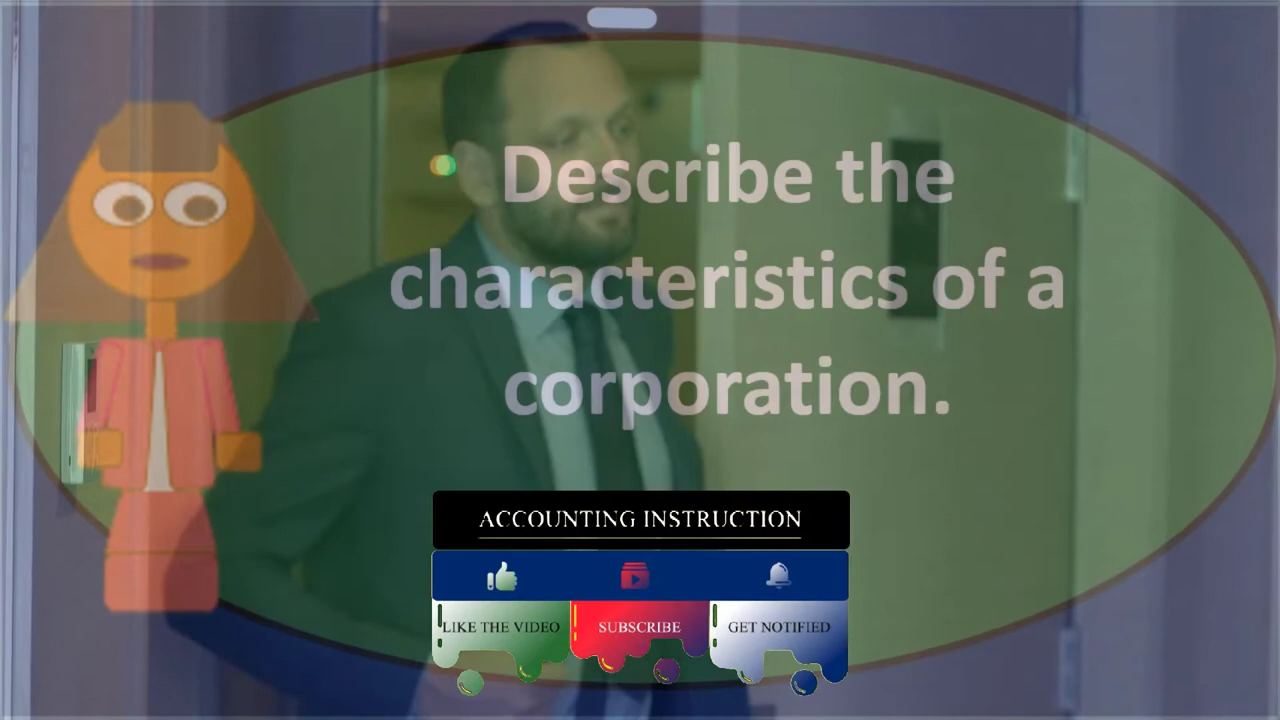 Describe the
characteristics of a
corporation.
ACCOUNTING INSTRUCTION
LIKE THE VIDEO
SUBSCRIBE
GET NOTIFIED